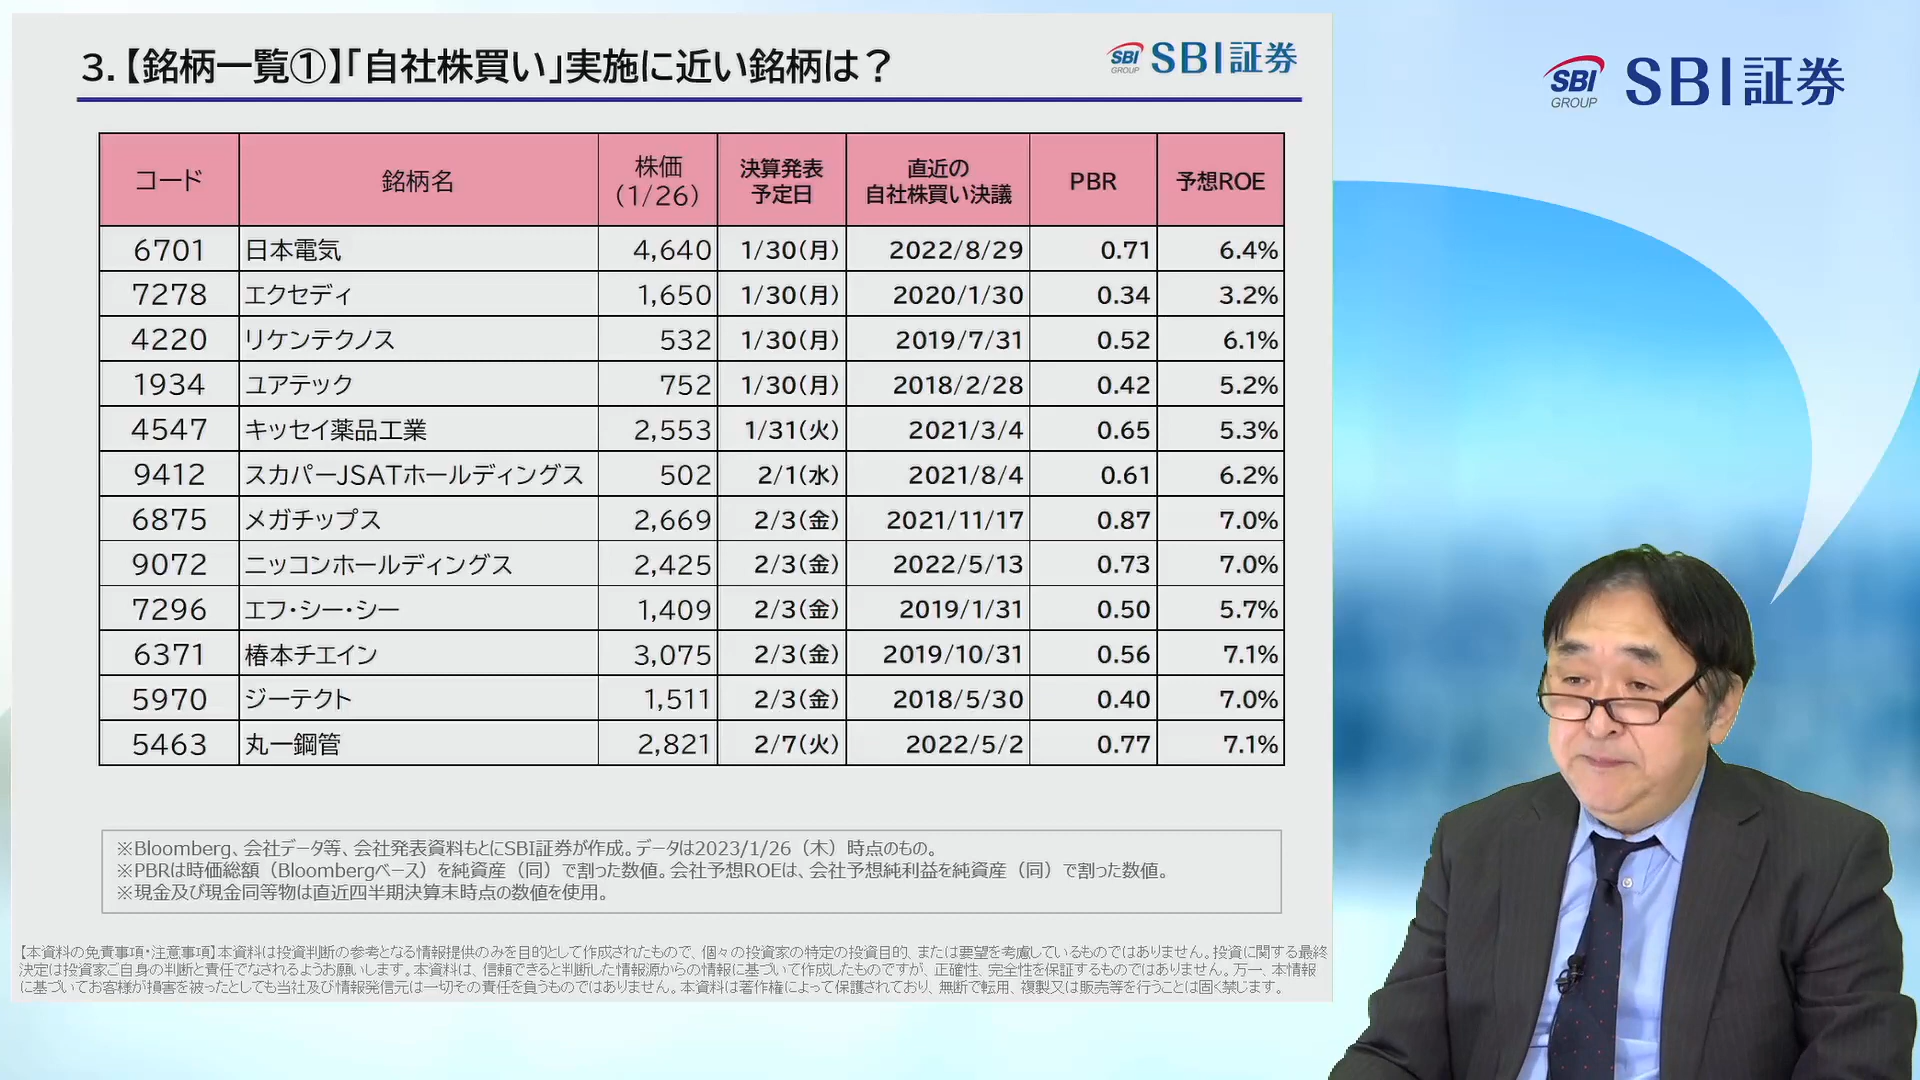 3.【銘柄一覧①】「自社株買い」実施に近い銘柄は？
SBI GROUP SBI証券
SBI GROUP SBI証券
コード 銘柄名 株価（1/26） 決算発表予定日 直近の自社株買い決議 PBR 予想ROE
6701 日本電気 4,640 1/30（月） 2022/8/29 0.71 6.4%
7278 エクセディ 1,650 1/30（月） 2020/1/30 0.34 3.2%
4220 リケンテクノス 532 1/30（月） 2019/7/31 0.52 6.1%
1934 ユアテック 752 1/30（月） 2018/2/28 0.42 5.2%
4547 キッセイ薬品工業 2,553 1/31（火） 2021/3/4 0.65 5.3%
9412 スカパーJSATホールディングス 502 2/1（水） 2021/8/4 0.61 6.2%
6875 メガチップス 2,669 2/3（金） 2021/11/17 0.87 7.0%
9072 ニッコンホールディングス 2,425 2/3（金） 2022/5/13 0.73 7.0%
7296 エフ・シー・シー 1,409 2/3（金） 2019/1/31 0.50 5.7%
6371 椿本チエイン 3,075 2/3（金） 2019/10/31 0.56 7.1%
5970 ジーテクト 1,511 2/3（金） 2018/5/30 0.40 7.0%
5463 丸一鋼管 2,821 2/7（火） 2022/5/2 0.77 7.1%
※Bloomberg、会社データ等、会社発表資料もとにSBI証券が作成。データは2023/1/26（木）時点のもの。
※PBRは時価総額（Bloombergベース）を純資産（同）で割った数値。会社予想ROEは、会社予想純利益を純資産（同）で割った数値。
※現金及び現金同等物は直近四半期決算末時点の数値を使用。
【本資料の免責事項・注意事項】本資料は投資判断の参考となる情報提供のみを目的として作成されたもので、個々の投資家の特定の投資目的、または要望を考慮しているものではありません。投資に関する最終
決定は投資家ご自身の判断と責任でなされるようお願いします。本資料は、信頼できると判断した情報源からの情報に基づいて作成したものですが、正確性、完全性を保証するものではありません。万一、本情報
に基づいてお客様が損害を被ったとしても当社及び情報発信元は一切その責任を負うものではありません。本資料は著作権によって保護されており、無断で転用、複製又は販売等を行うことは固く禁じます。